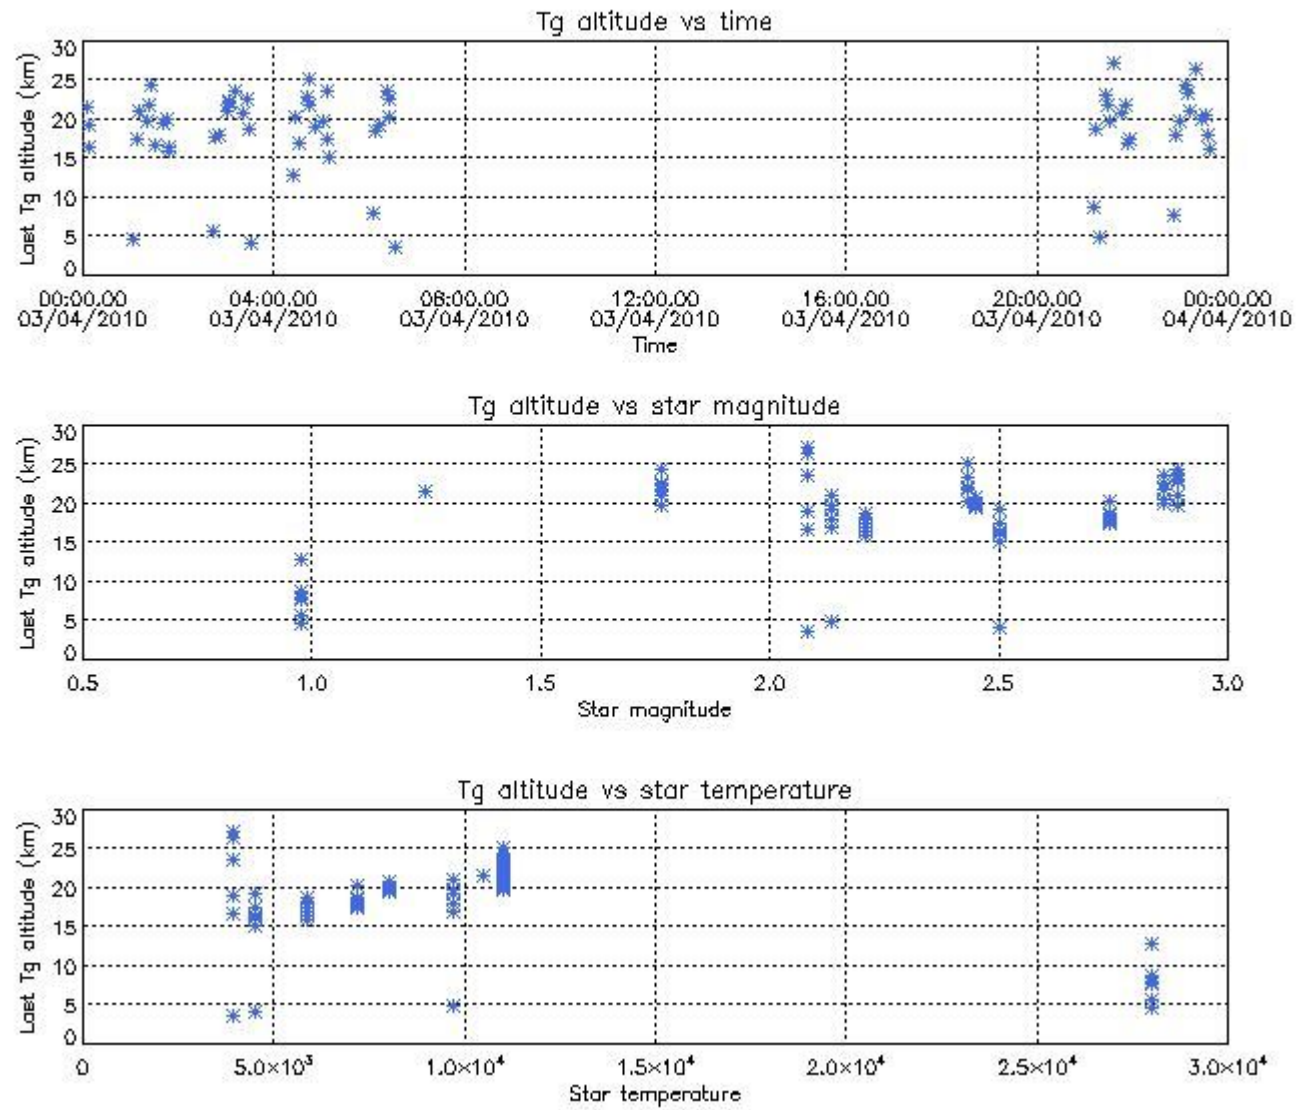 Tg altitude vs time
Last Tg altitude (km)
30
25
20
15
10
5
0
00:00.00 04:00.00 08:00.00 12:00.00 16:00.00 20:00.00 00:00.00
03/04/2010 03/04/2010 03/04/2010 03/04/2010 03/04/2010 03/04/2010 04/04/2010
Time
Tg altitude vs star magnitude
Last Tg altitude (km)
30
25
20
15
10
5
0
0.5 1.0 1.5 2.0 2.5 3.0
Star magnitude
Tg altitude vs star temperature
Last Tg altitude (km)
30
25
20
15
10
5
0
0 5.0×10³ 1.0×10⁴ 1.5×10⁴ 2.0×10⁴ 2.5×10⁴ 3.0×10⁴
Star temperature